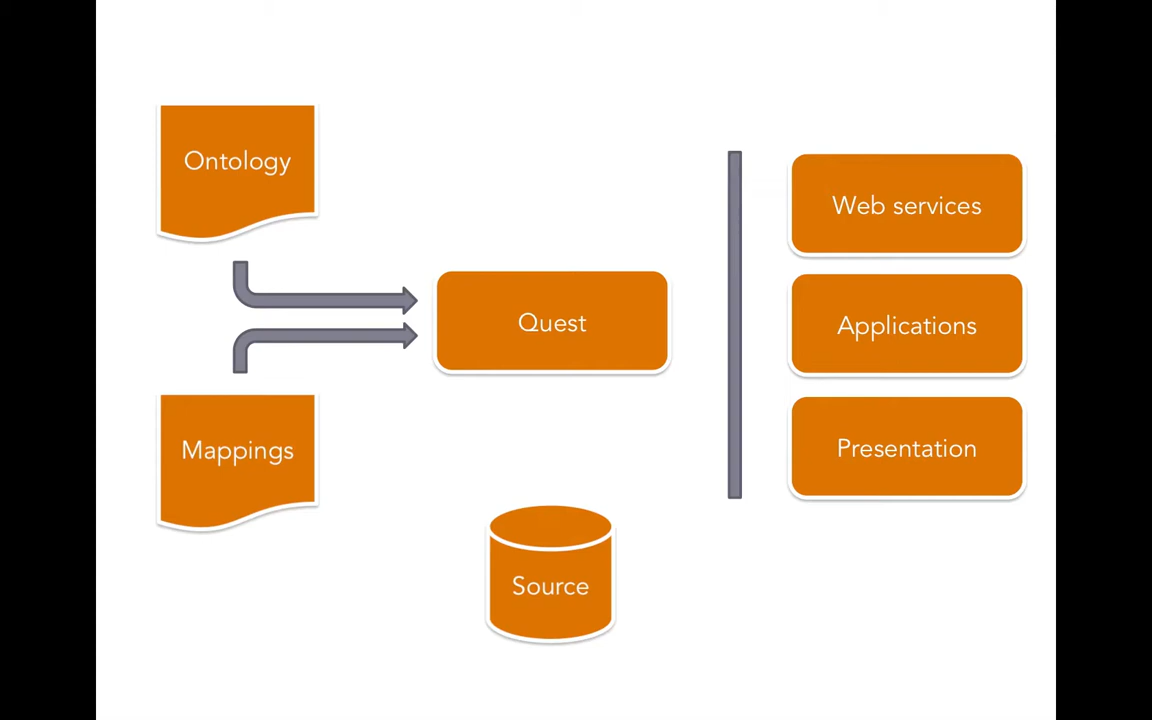 Ontology
Mappings
Quest
Source
Web services
Applications
Presentation